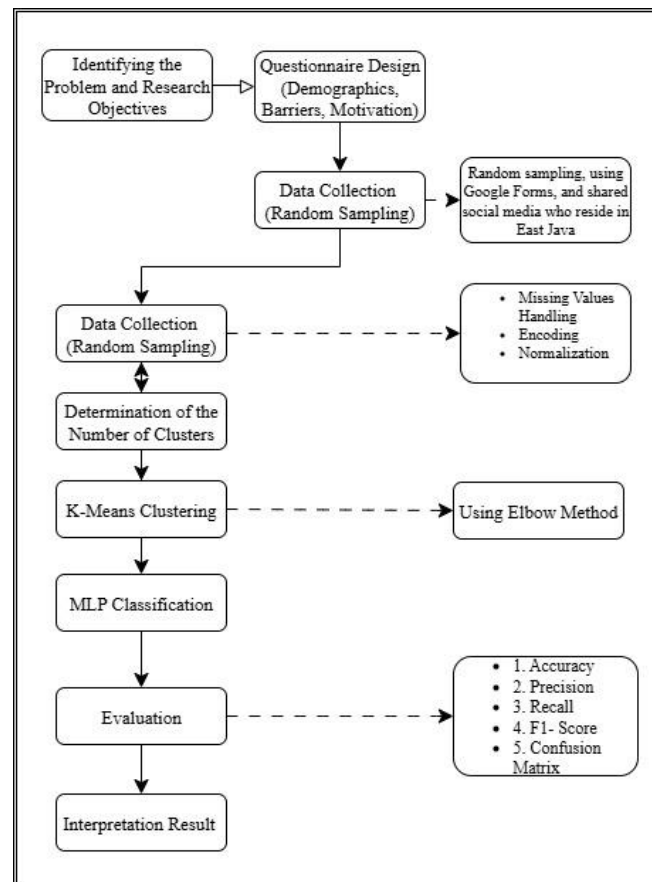 Identifying the
Problem and Research
Objectives
Questionnaire Design
(Demographics,
Barriers, Motivation)
Data Collection
(Random Sampling)
Random sampling, using
Google Forms, and shared
social media who reside in
East Java
Data Collection
(Random Sampling)
• Missing Values
Handling
• Encoding
• Normalization
Determination of the
Number of Clusters
K-Means Clustering
Using Elbow Method
MLP Classification
Evaluation
• 1. Accuracy
• 2. Precision
• 3. Recall
• 4. F1- Score
• 5. Confusion
Matrix
Interpretation Result